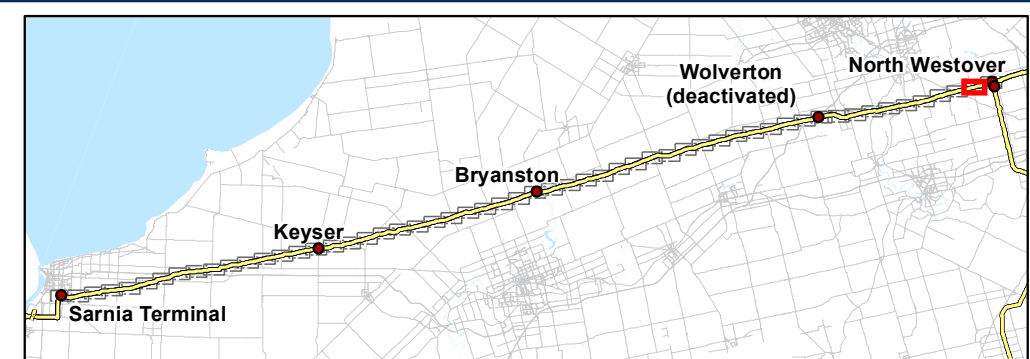 North Westover
Wolverton
(deactivated)
Bryanston
Keyser
Sarnia Terminal